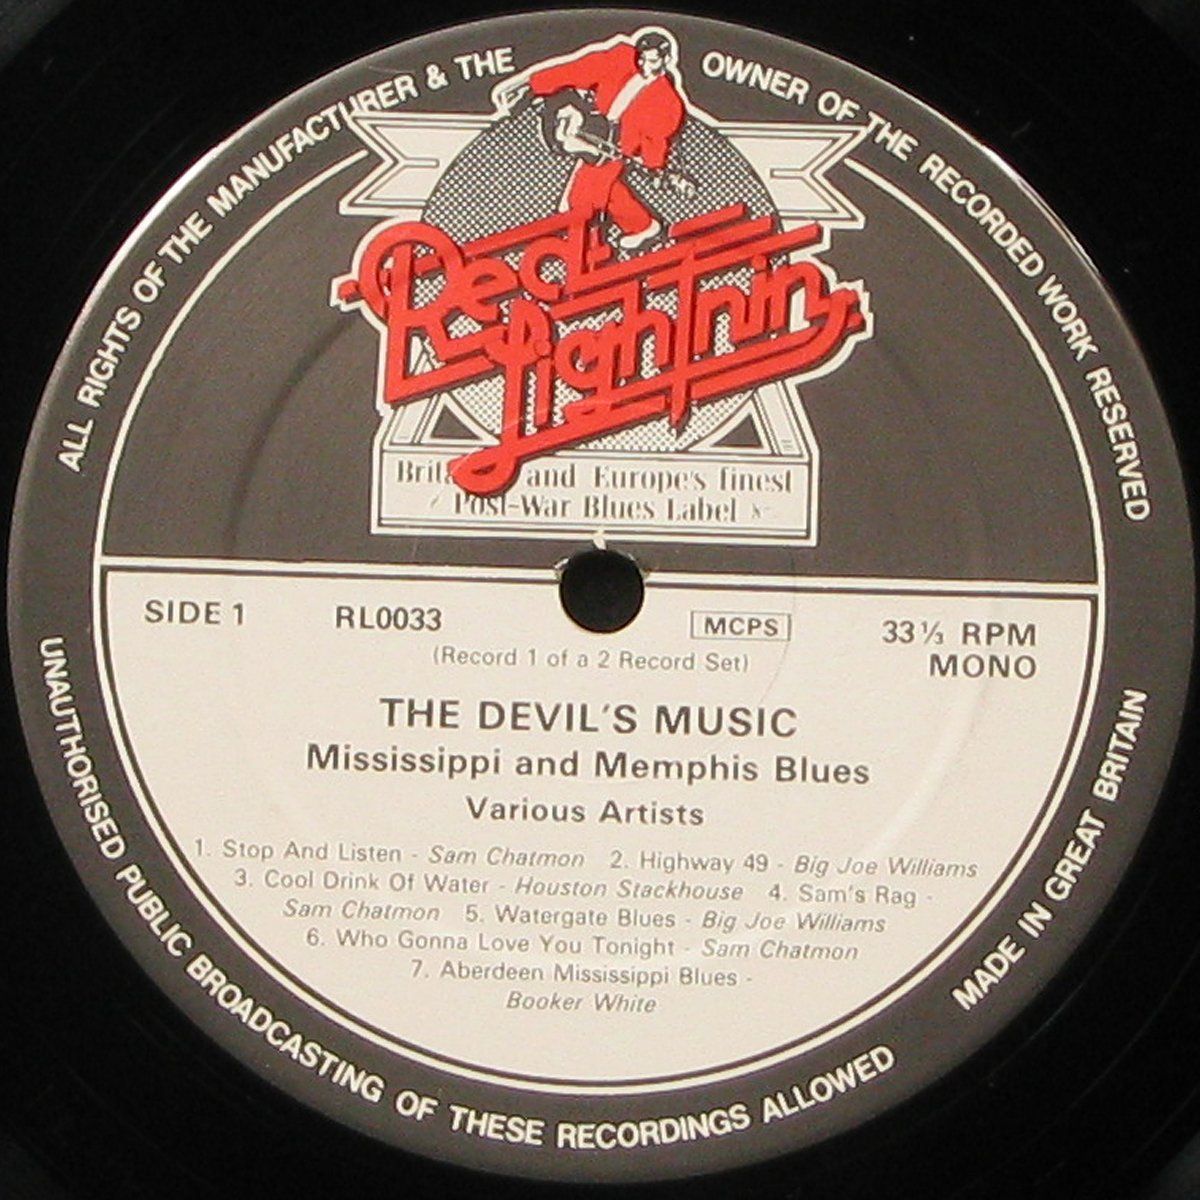 ALL RIGHTS OF THE MANUFACTURER & THE OWNER OF THE RECORDED WORK RESERVED
Red
Lightnin
and Europe's finest
Post-War Blues Label
SIDE 1
RL0033
MCPS
33⅓ RPM
MONO
(Record 1 of a 2 Record Set)
THE DEVIL'S MUSIC
Mississippi and Memphis Blues
Various Artists
1. Stop And Listen - Sam Chatmon 2. Highway 49 - Big Joe Williams
3. Cool Drink Of Water - Houston Stackhouse 4. Sam's Rag -
Sam Chatmon 5. Watergate Blues - Big Joe Williams
6. Who Gonna Love You Tonight - Sam Chatmon
7. Aberdeen Mississippi Blues -
Booker White
UNAUTHORISED PUBLIC BROADCASTING OF THESE RECORDINGS ALLOWED
MADE IN GREAT BRITAIN